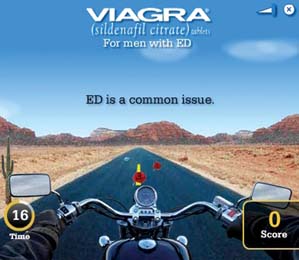 VIAGRA®
(sildenafil citrate) tablets
For men with ED
ED is a common issue.
16
Time
0
Score